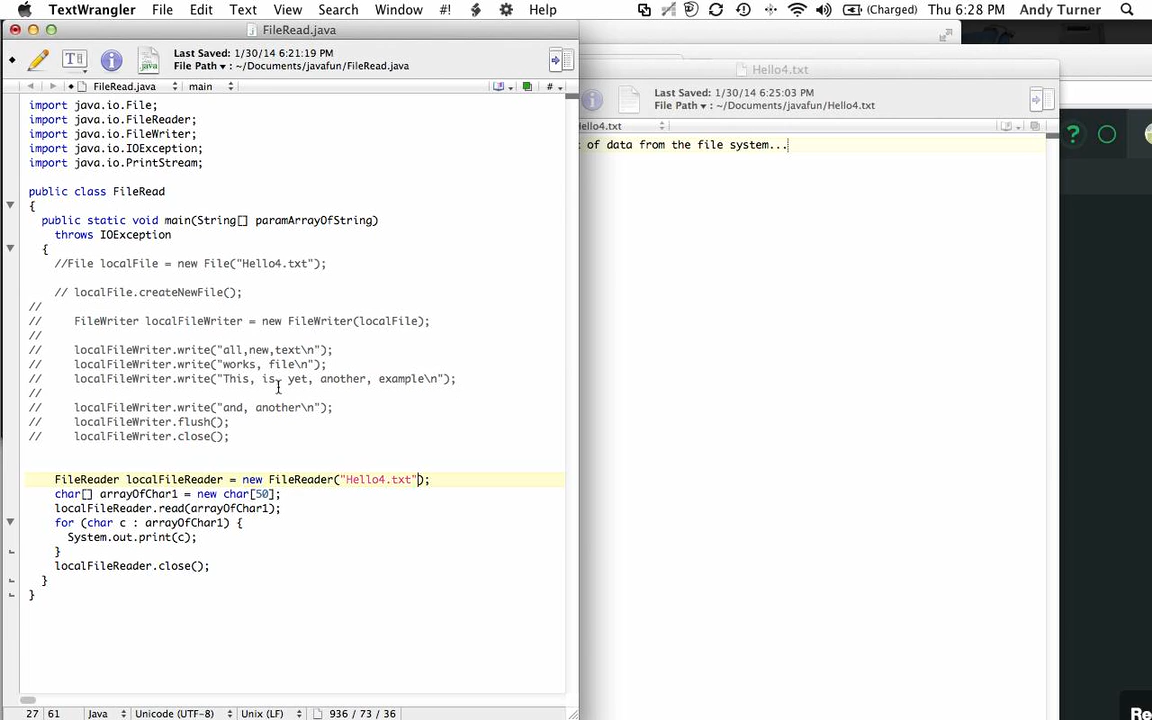 TextWrangler File Edit Text View Search Window #! Help (Charged) Thu 6:28 PM Andy Turner
FileRead.java
Last Saved: 1/30/14 6:21:19 PM
File Path ▾ : ~/Documents/javafun/FileRead.java
FileRead.java main #
import java.io.File;
import java.io.FileReader;
import java.io.FileWriter;
import java.io.IOException;
import java.io.PrintStream;
public class FileRead
{
public static void main(String[] paramArrayOfString)
throws IOException
{
//File localFile = new File("Hello4.txt");
// localFile.createNewFile();
//
// FileWriter localFileWriter = new FileWriter(localFile);
//
// localFileWriter.write("all,new,text\n");
// localFileWriter.write("works, file\n");
// localFileWriter.write("This, is, yet, another, example\n");
//
// localFileWriter.write("and, another\n");
// localFileWriter.flush();
// localFileWriter.close();
FileReader localFileReader = new FileReader("Hello4.txt");
char[] arrayOfChar1 = new char[50];
localFileReader.read(arrayOfChar1);
for (char c : arrayOfChar1) {
System.out.print(c);
}
localFileReader.close();
}
}
27 61 Java Unicode (UTF-8) Unix (LF) 936 / 73 / 36
Hello4.txt
Last Saved: 1/30/14 6:25:03 PM
File Path ▾ : ~/Documents/javafun/Hello4.txt
Hello4.txt
of data from the file system...
?
Re